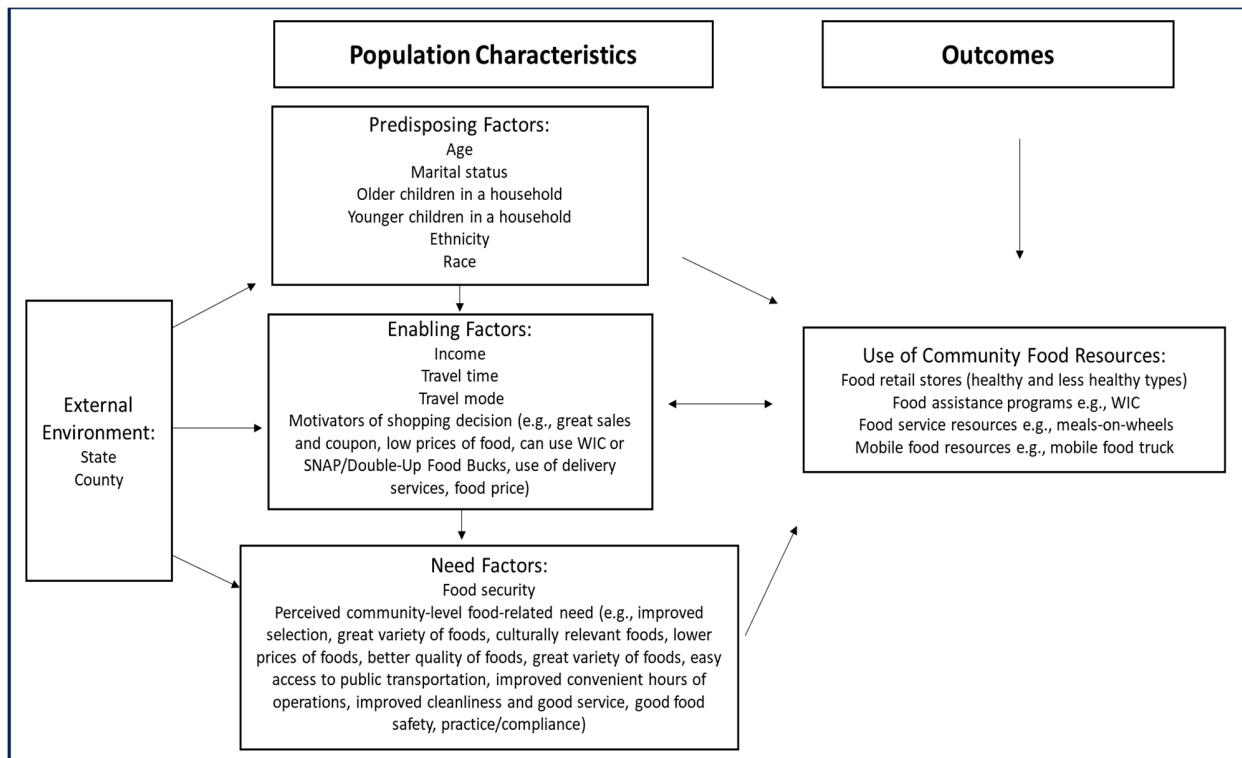 Population Characteristics
Outcomes
Predisposing Factors:
Age
Marital status
Older children in a household
Younger children in a household
Ethnicity
Race
External
Environment:
State
County
Enabling Factors:
Income
Travel time
Travel mode
Motivators of shopping decision (e.g., great sales
and coupon, low prices of food, can use WIC or
SNAP/Double-Up Food Bucks, use of delivery
services, food price)
Use of Community Food Resources:
Food retail stores (healthy and less healthy types)
Food assistance programs e.g., WIC
Food service resources e.g., meals-on-wheels
Mobile food resources e.g., mobile food truck
Need Factors:
Food security
Perceived community-level food-related need (e.g., improved
selection, great variety of foods, culturally relevant foods, lower
prices of foods, better quality of foods, great variety of foods, easy
access to public transportation, improved convenient hours of
operations, improved cleanliness and good service, good food
safety, practice/compliance)